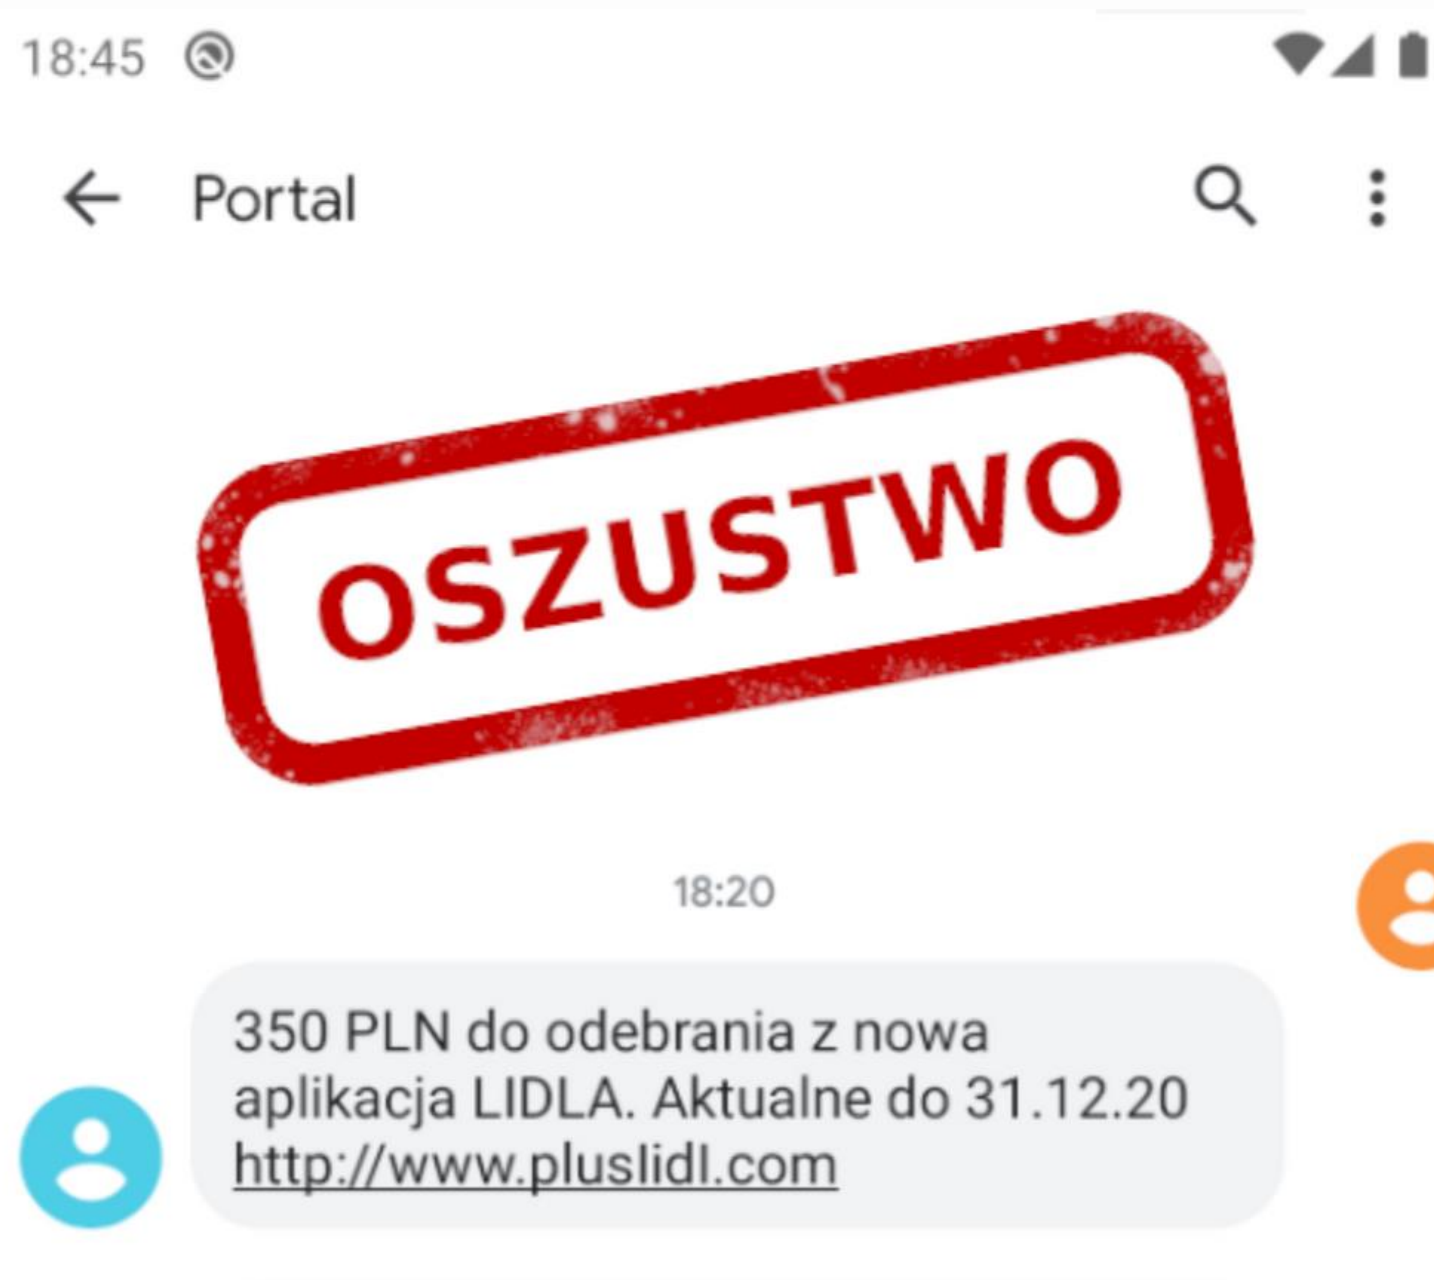 18:45
Portal
OSZUSTWO
18:20
350 PLN do odebrania z nowa
aplikacja LIDLA. Aktualne do 31.12.20
http://www.pluslidl.com